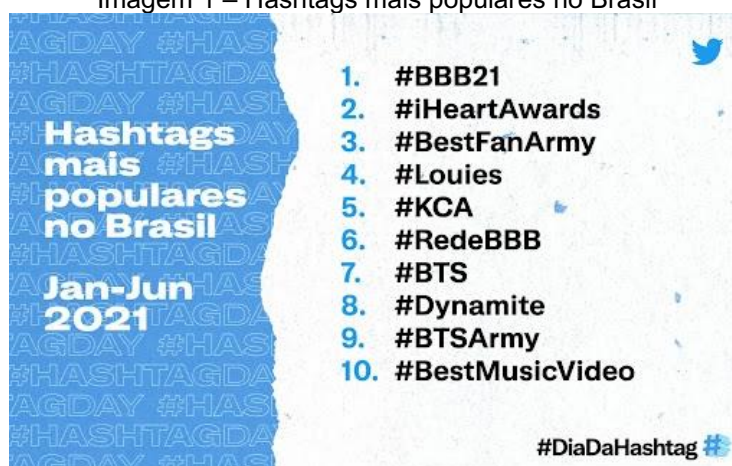 Imagem 1 – Hashtags mais populares no Brasil
Hashtags
mais
populares
no Brasil
Jan-Jun
2021
1. #BBB21
2. #iHeartAwards
3. #BestFanArmy
4. #Louies
5. #KCA
6. #RedeBBB
7. #BTS
8. #Dynamite
9. #BTSArmy
10. #BestMusicVideo
#DiaDaHashtag #